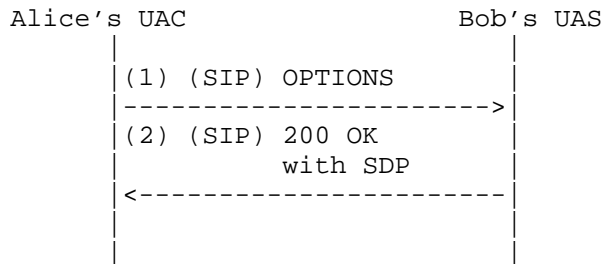 Alice's UAC Bob's UAS
(1) (SIP) OPTIONS
(2) (SIP) 200 OK
with SDP